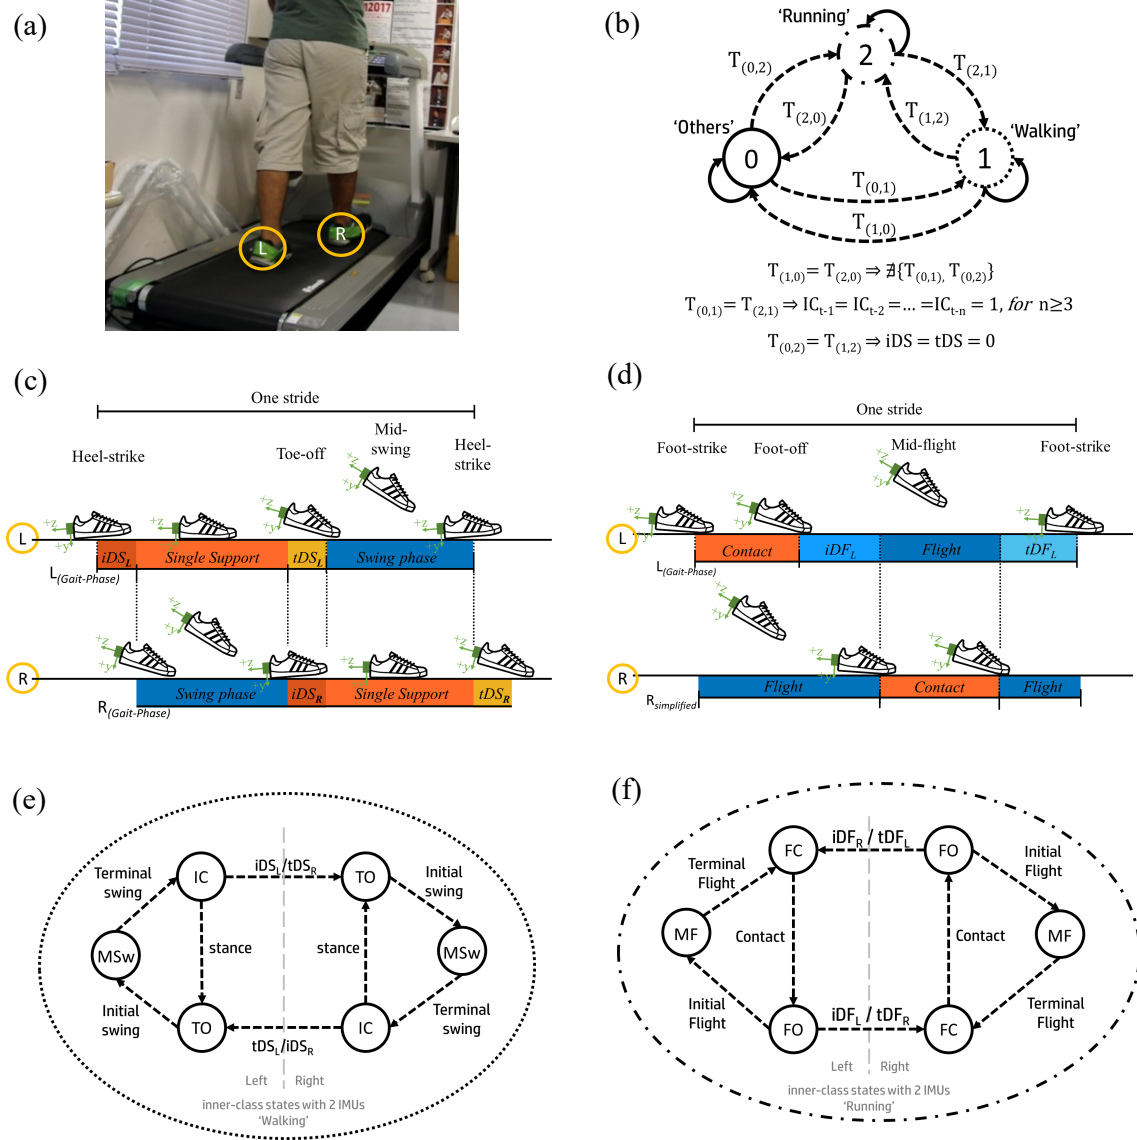 (a)
2017
L
R
(b)
'Running'
2
T(0,2)
T(2,1)
T(2,0)
T(1,2)
'Others'
'Walking'
0
1
T(0,1)
T(1,0)
T(1,0)= T(2,0) ⇒ ∄{T(0,1), T(0,2)}
T(0,1)= T(2,1) ⇒ ICt-1 = ICt-2 =... =ICt-n = 1, for n≥3
T(0,2)= T(1,2) ⇒ iDS = tDS = 0
(c)
One stride
Heel-strike
Toe-off
Mid-
swing
Heel-
strike
+z +y
+z +y
+z +y
+z +y
+z +y
L
iDSL
Single Support
tDSL
Swing phase
L(Gait-Phase)
+z +y
+z +y
+z +y
+z +y
+z +y
R
Swing phase
iDSR
Single Support
tDSR
R(Gait-Phase)
(d)
One stride
Foot-strike
Foot-off
Mid-flight
Foot-strike
+z +y
+z +y
+z +y
+z +y
L
Contact
iDFL
Flight
tDFL
L(Gait-Phase)
+z +y
+z +y
+z +y
R
Flight
Contact
Flight
Rsimplified
(e)
IC
iDSL/tDSR
TO
Terminal
swing
Initial
swing
stance
stance
MSw
MSw
Initial
swing
Terminal
swing
TO
IC
tDSL/iDSR
Left
Right
inner-class states with 2 IMUs
'Walking'
(f)
FC
iDFR / tDFL
FO
Terminal
Flight
Initial
Flight
MF
Contact
Contact
MF
Initial
Flight
Terminal
Flight
FO
iDFL / tDFR
FC
Left
Right
inner-class states with 2 IMUs
'Running'